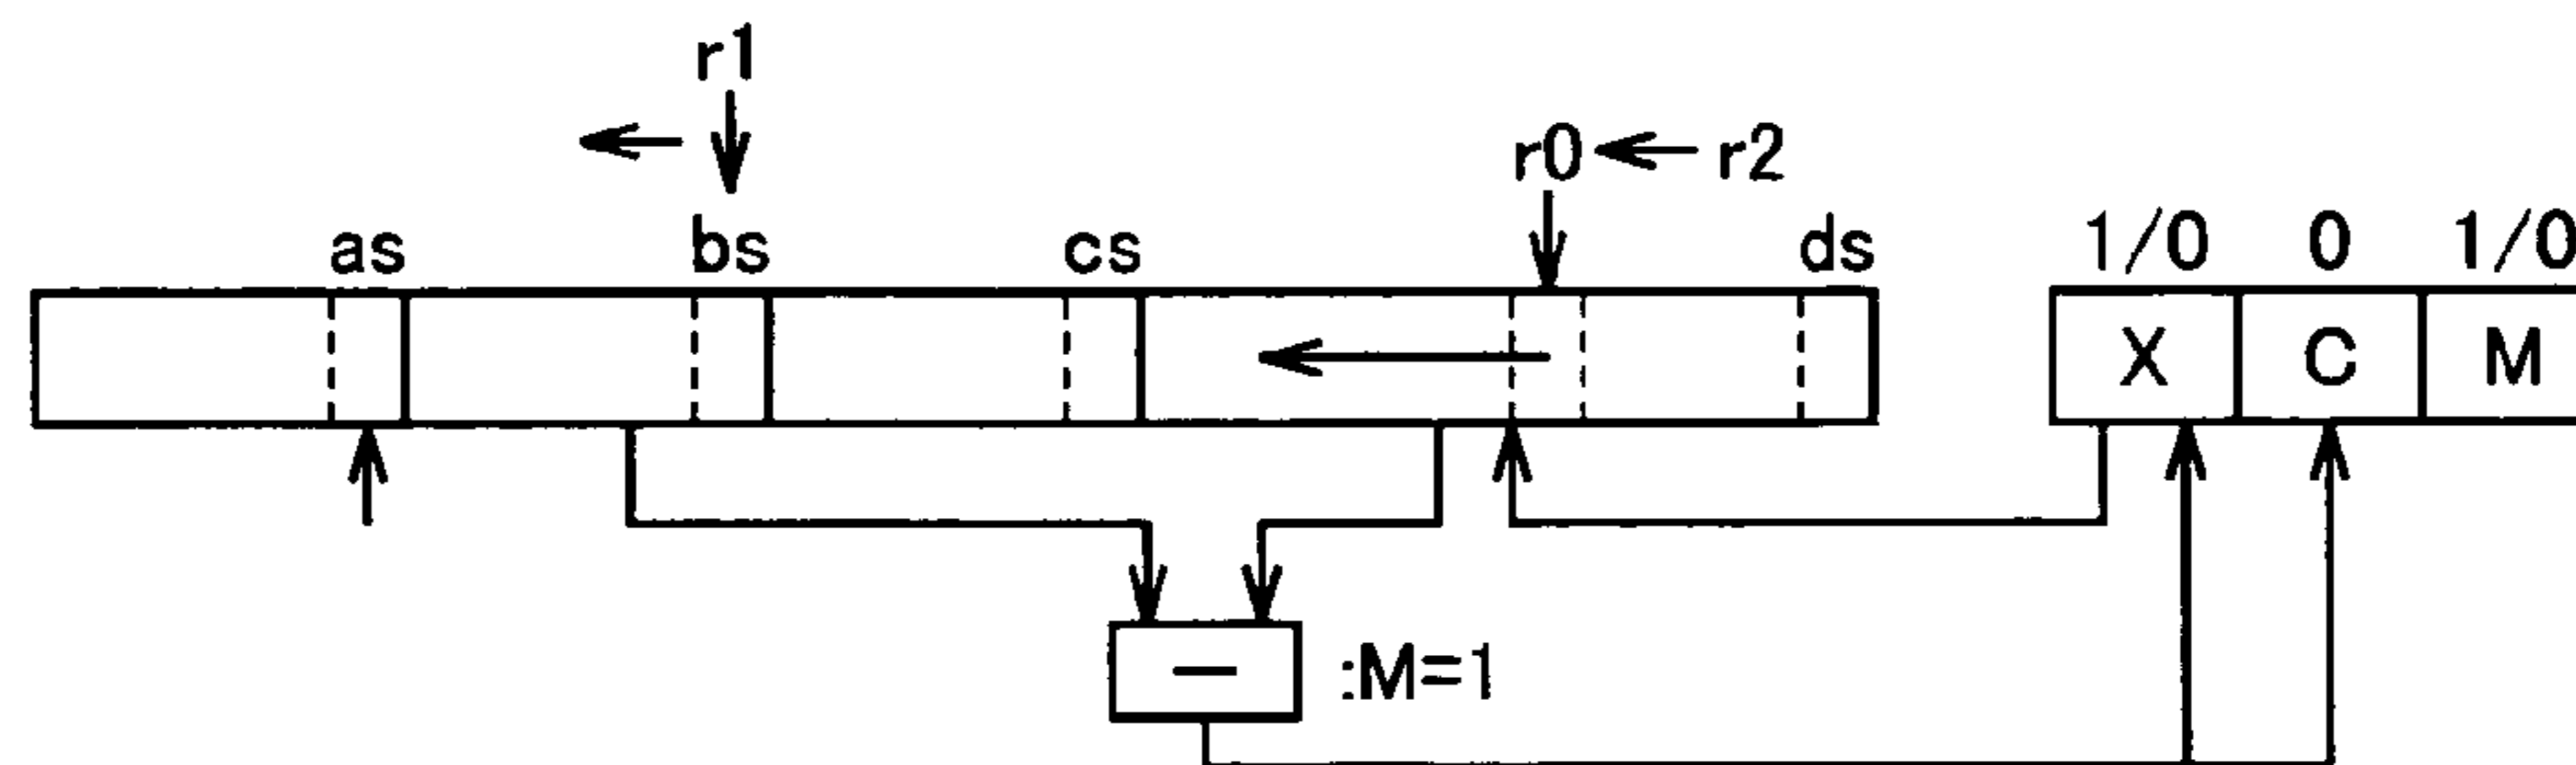 r1
r0 r2
as bs cs ds 1/0 0 1/0
X C M
— :M=1